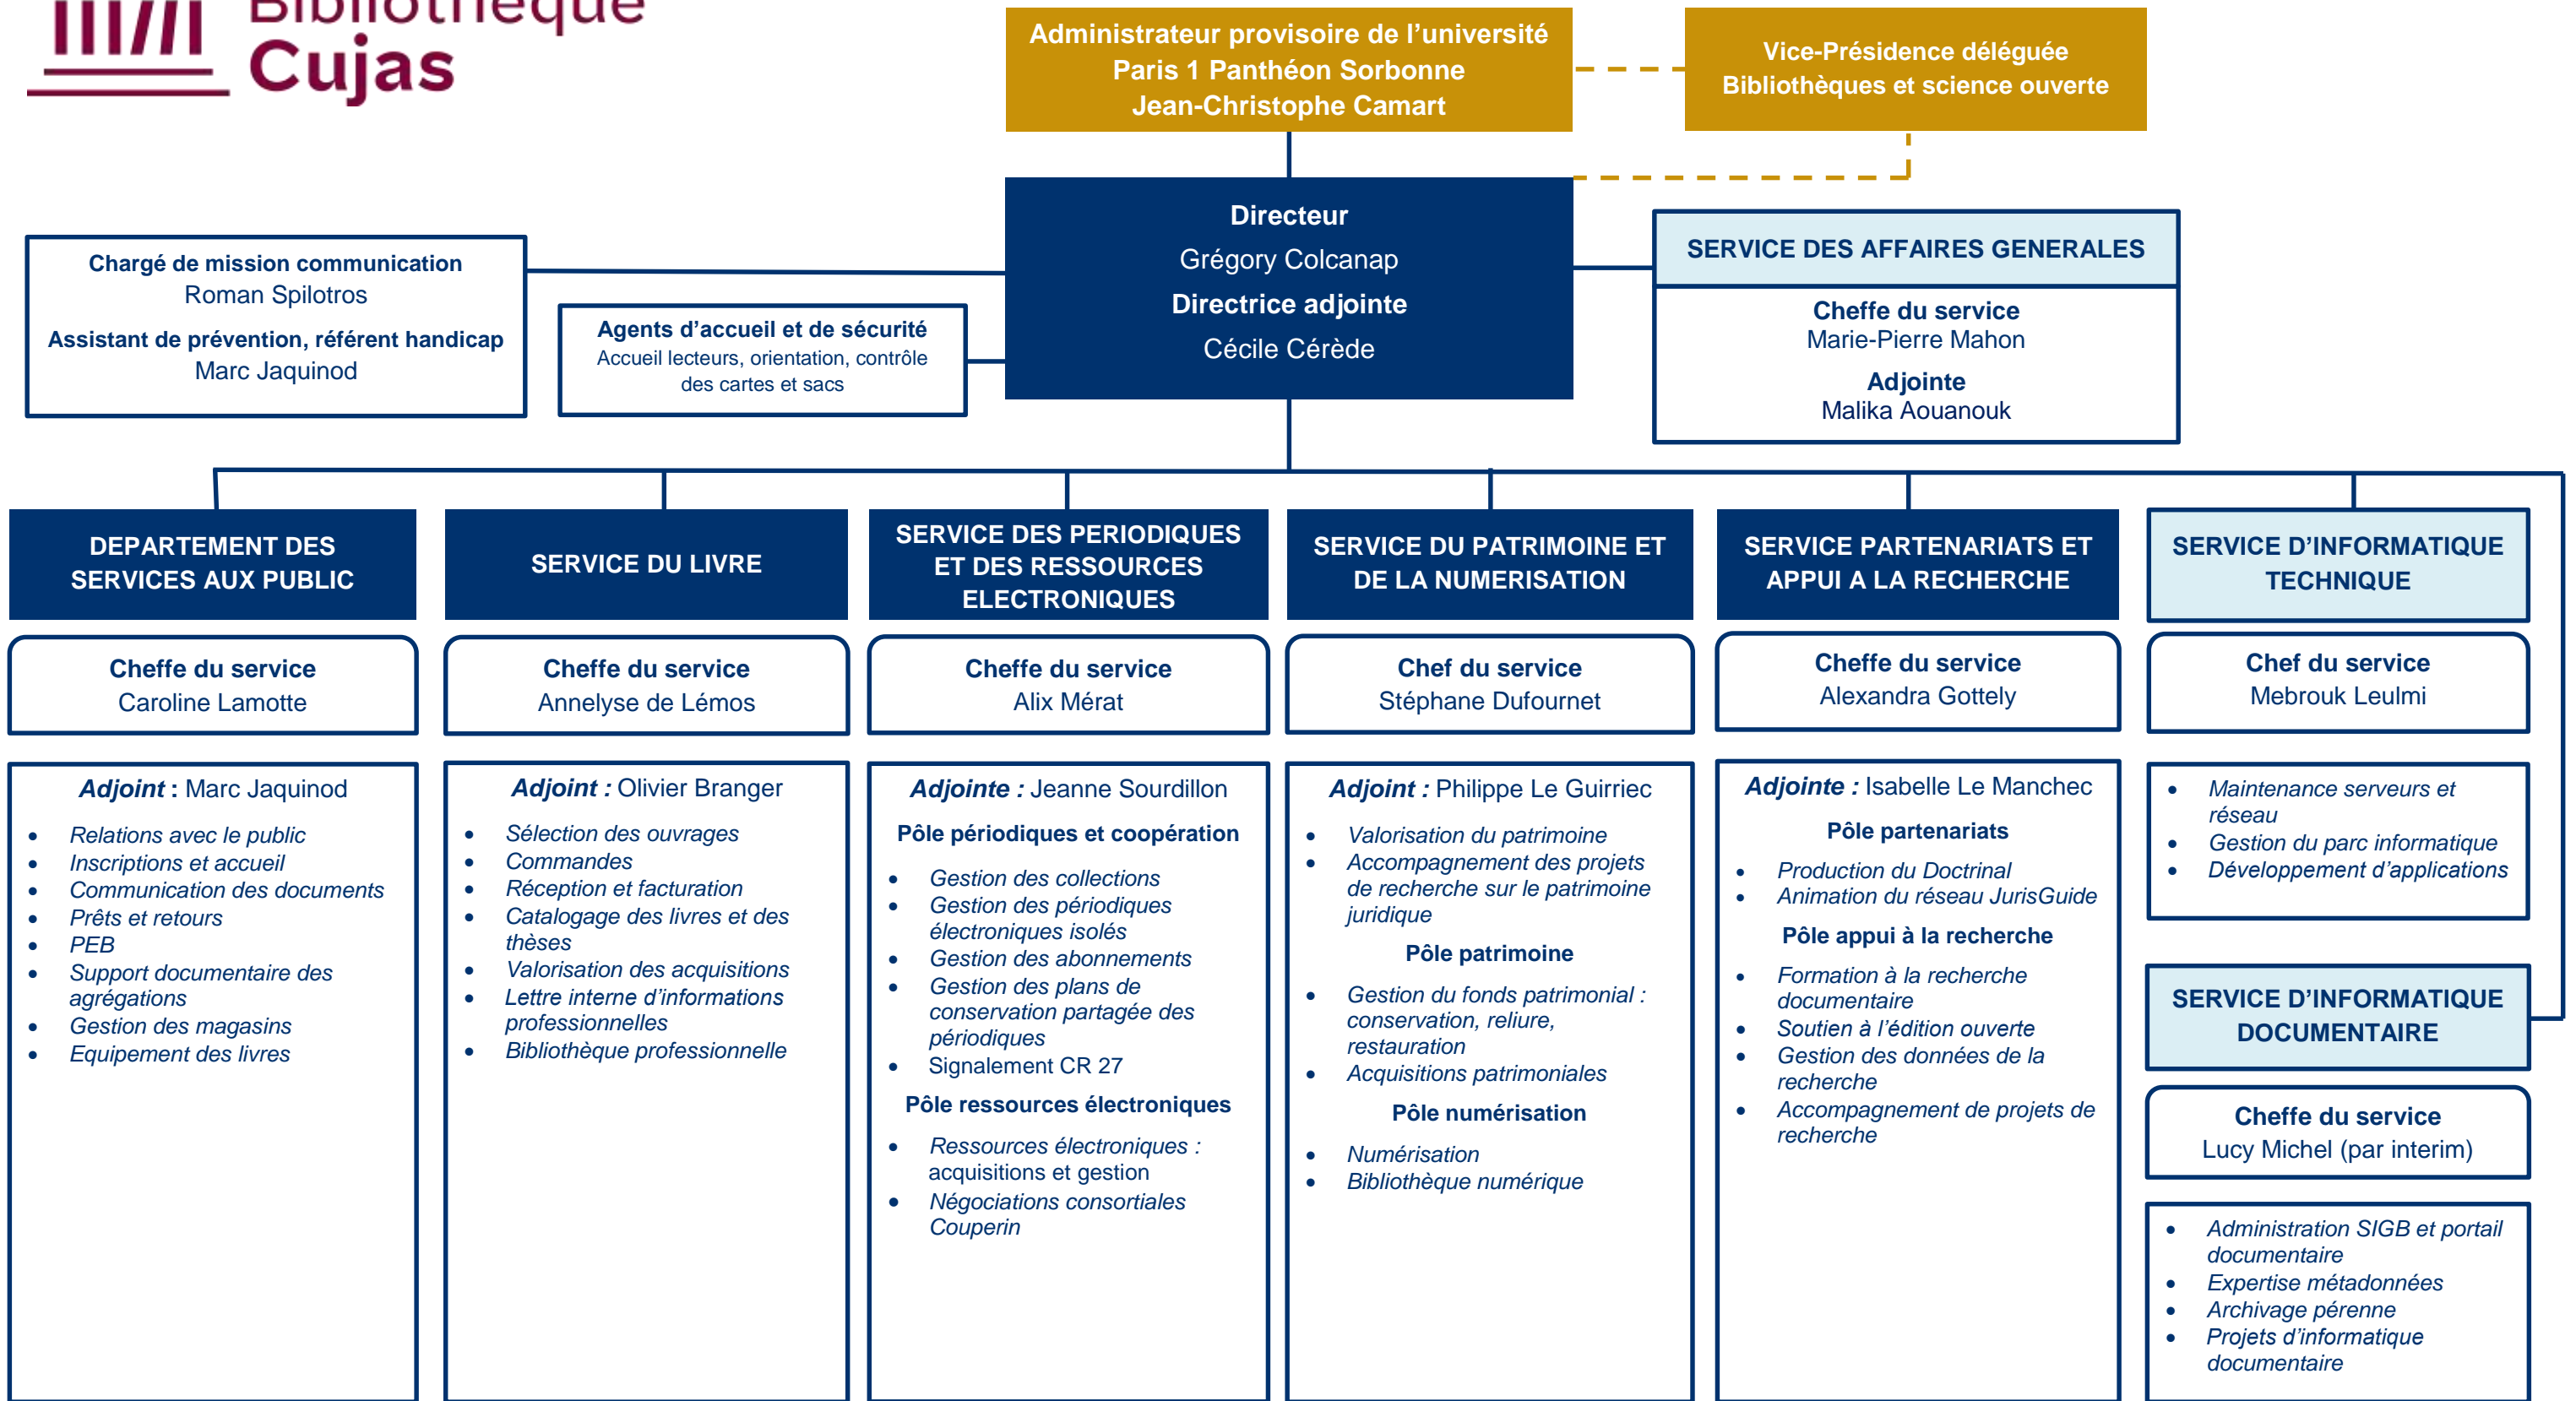 Bibliothèque
Cujas
Administrateur provisoire de l’université
Paris 1 Panthéon Sorbonne
Jean-Christophe Camart
Vice-Présidence déléguée
Bibliothèques et science ouverte
Directeur
Grégory Colcanap
Directrice adjointe
Cécile Cérède
Chargé de mission communication
Roman Spilotros
Assistant de prévention, référent handicap
Marc Jaquinod
Agents d’accueil et de sécurité
Accueil lecteurs, orientation, contrôle
des cartes et sacs
SERVICE DES AFFAIRES GENERALES
Cheffe du service
Marie-Pierre Mahon
Adjointe
Malika Aouanouk
DEPARTEMENT DES
SERVICES AUX PUBLIC
Cheffe du service
Caroline Lamotte
Adjoint : Marc Jaquinod
• Relations avec le public
• Inscriptions et accueil
• Communication des documents
• Prêts et retours
• PEB
• Support documentaire des
agrégations
• Gestion des magasins
• Equipement des livres
SERVICE DU LIVRE
Cheffe du service
Annelyse de Lémos
Adjoint : Olivier Branger
• Sélection des ouvrages
• Commandes
• Réception et facturation
• Catalogage des livres et des
thèses
• Valorisation des acquisitions
• Lettre interne d’informations
professionnelles
• Bibliothèque professionnelle
SERVICE DES PERIODIQUES
ET DES RESSOURCES
ELECTRONIQUES
Cheffe du service
Alix Mérat
Adjointe : Jeanne Sourdillon
Pôle périodiques et coopération
• Gestion des collections
• Gestion des périodiques
électroniques isolés
• Gestion des abonnements
• Gestion des plans de
conservation partagée des
périodiques
• Signalement CR 27
Pôle ressources électroniques
• Ressources électroniques :
acquisitions et gestion
• Négociations consortiales
Couperin
SERVICE DU PATRIMOINE ET
DE LA NUMERISATION
Chef du service
Stéphane Dufournet
Adjoint : Philippe Le Guirriec
• Valorisation du patrimoine
• Accompagnement des projets
de recherche sur le patrimoine
juridique
Pôle patrimoine
• Gestion du fonds patrimonial :
conservation, reliure,
restauration
• Acquisitions patrimoniales
Pôle numérisation
• Numérisation
• Bibliothèque numérique
SERVICE PARTENARIATS ET
APPUI A LA RECHERCHE
Cheffe du service
Alexandra Gottely
Adjointe : Isabelle Le Manchec
Pôle partenariats
• Production du Doctrinal
• Animation du réseau JurisGuide
Pôle appui à la recherche
• Formation à la recherche
documentaire
• Soutien à l’édition ouverte
• Gestion des données de la
recherche
• Accompagnement de projets de
recherche
SERVICE D’INFORMATIQUE
TECHNIQUE
Chef du service
Mebrouk Leulmi
• Maintenance serveurs et
réseau
• Gestion du parc informatique
• Développement d’applications
SERVICE D’INFORMATIQUE
DOCUMENTAIRE
Cheffe du service
Lucy Michel (par interim)
• Administration SIGB et portail
documentaire
• Expertise métadonnées
• Archivage pérenne
• Projets d’informatique
documentaire